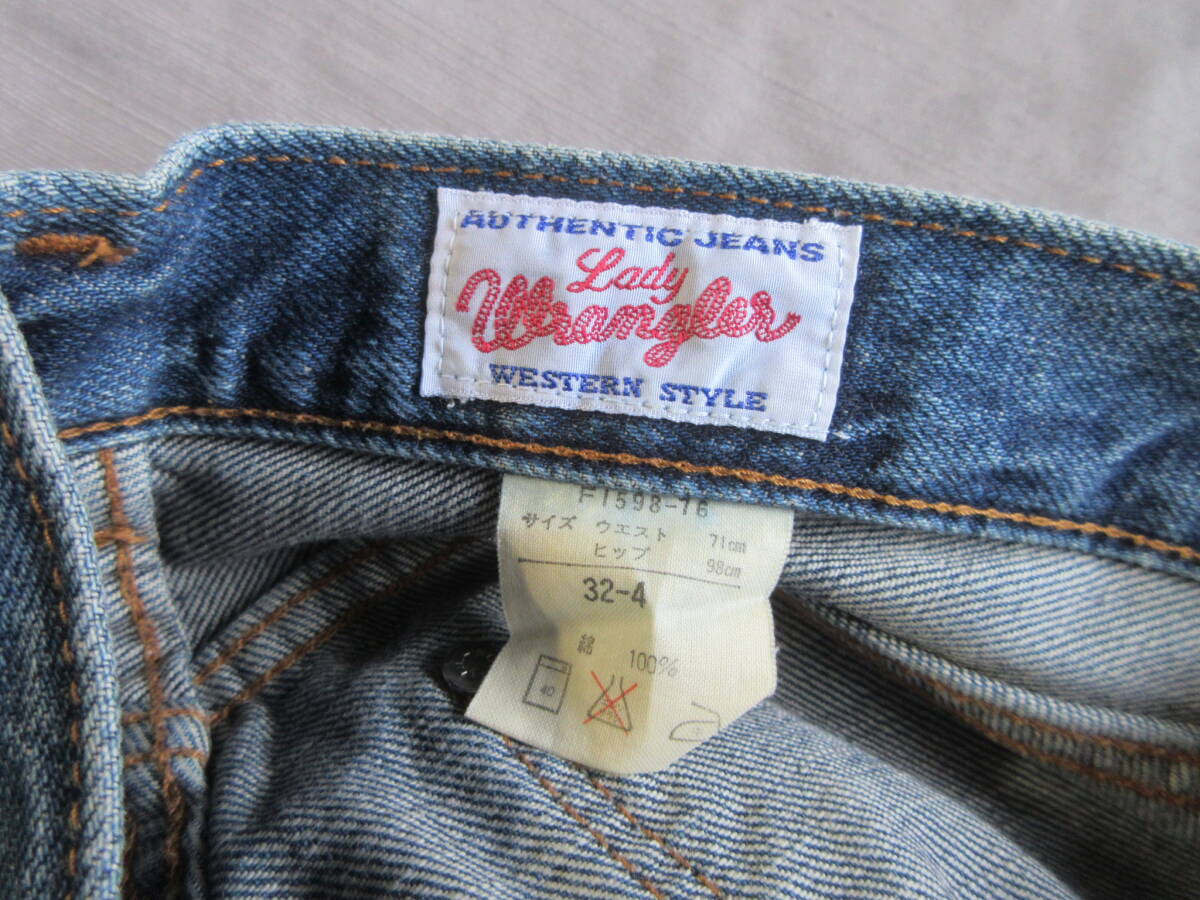 AUTHENTIC JEANS
Lady
Wrangler
WESTERN STYLE
F1598-16
サイズ ウエスト 71cm
ヒップ 98cm
32-4
綿 100%
40